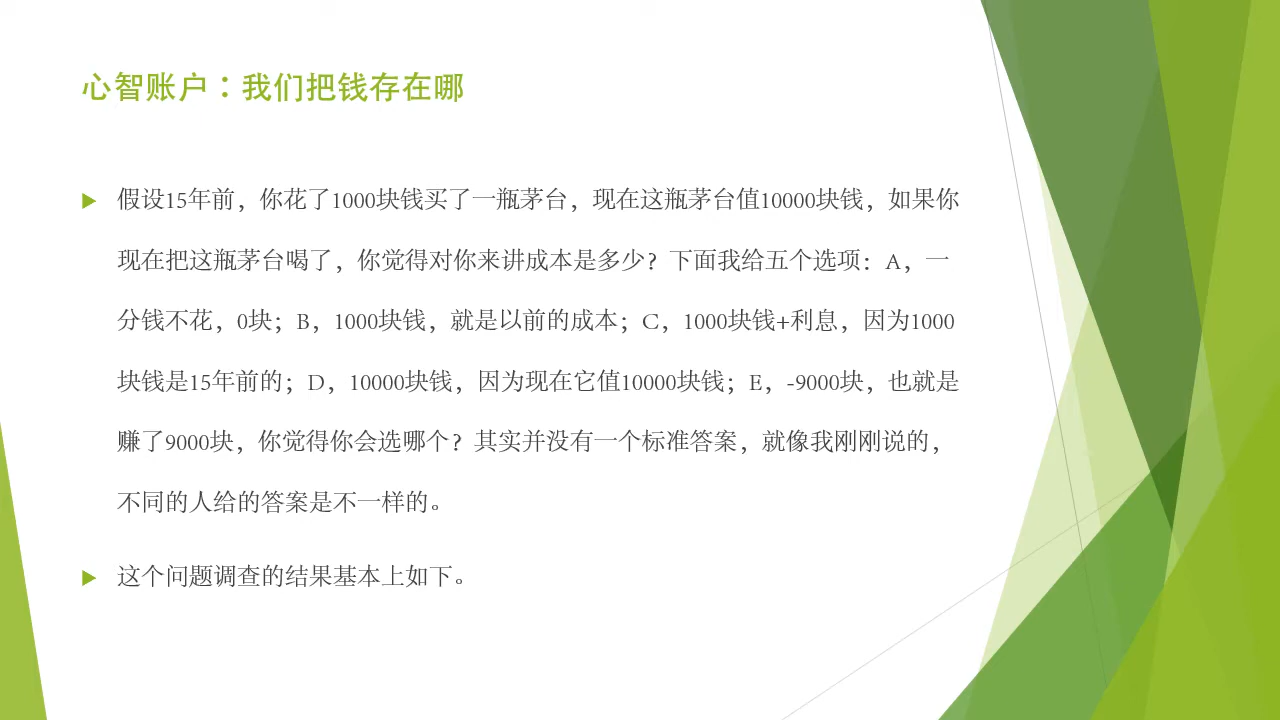 心智账户：我们把钱存在哪
假设15年前，你花了1000块钱买了一瓶茅台，现在这瓶茅台值10000块钱，如果你
现在把这瓶茅台喝了，你觉得对你来讲成本是多少？下面我给五个选项：A，一
分钱不花，0块；B，1000块钱，就是以前的成本；C，1000块钱+利息，因为1000
块钱是15年前的；D，10000块钱，因为现在它值10000块钱；E，-9000块，也就是
赚了9000块，你觉得你会选哪个？其实并没有一个标准答案，就像我刚刚说的，
不同的人给的答案是不一样的。
这个问题调查的结果基本上如下。